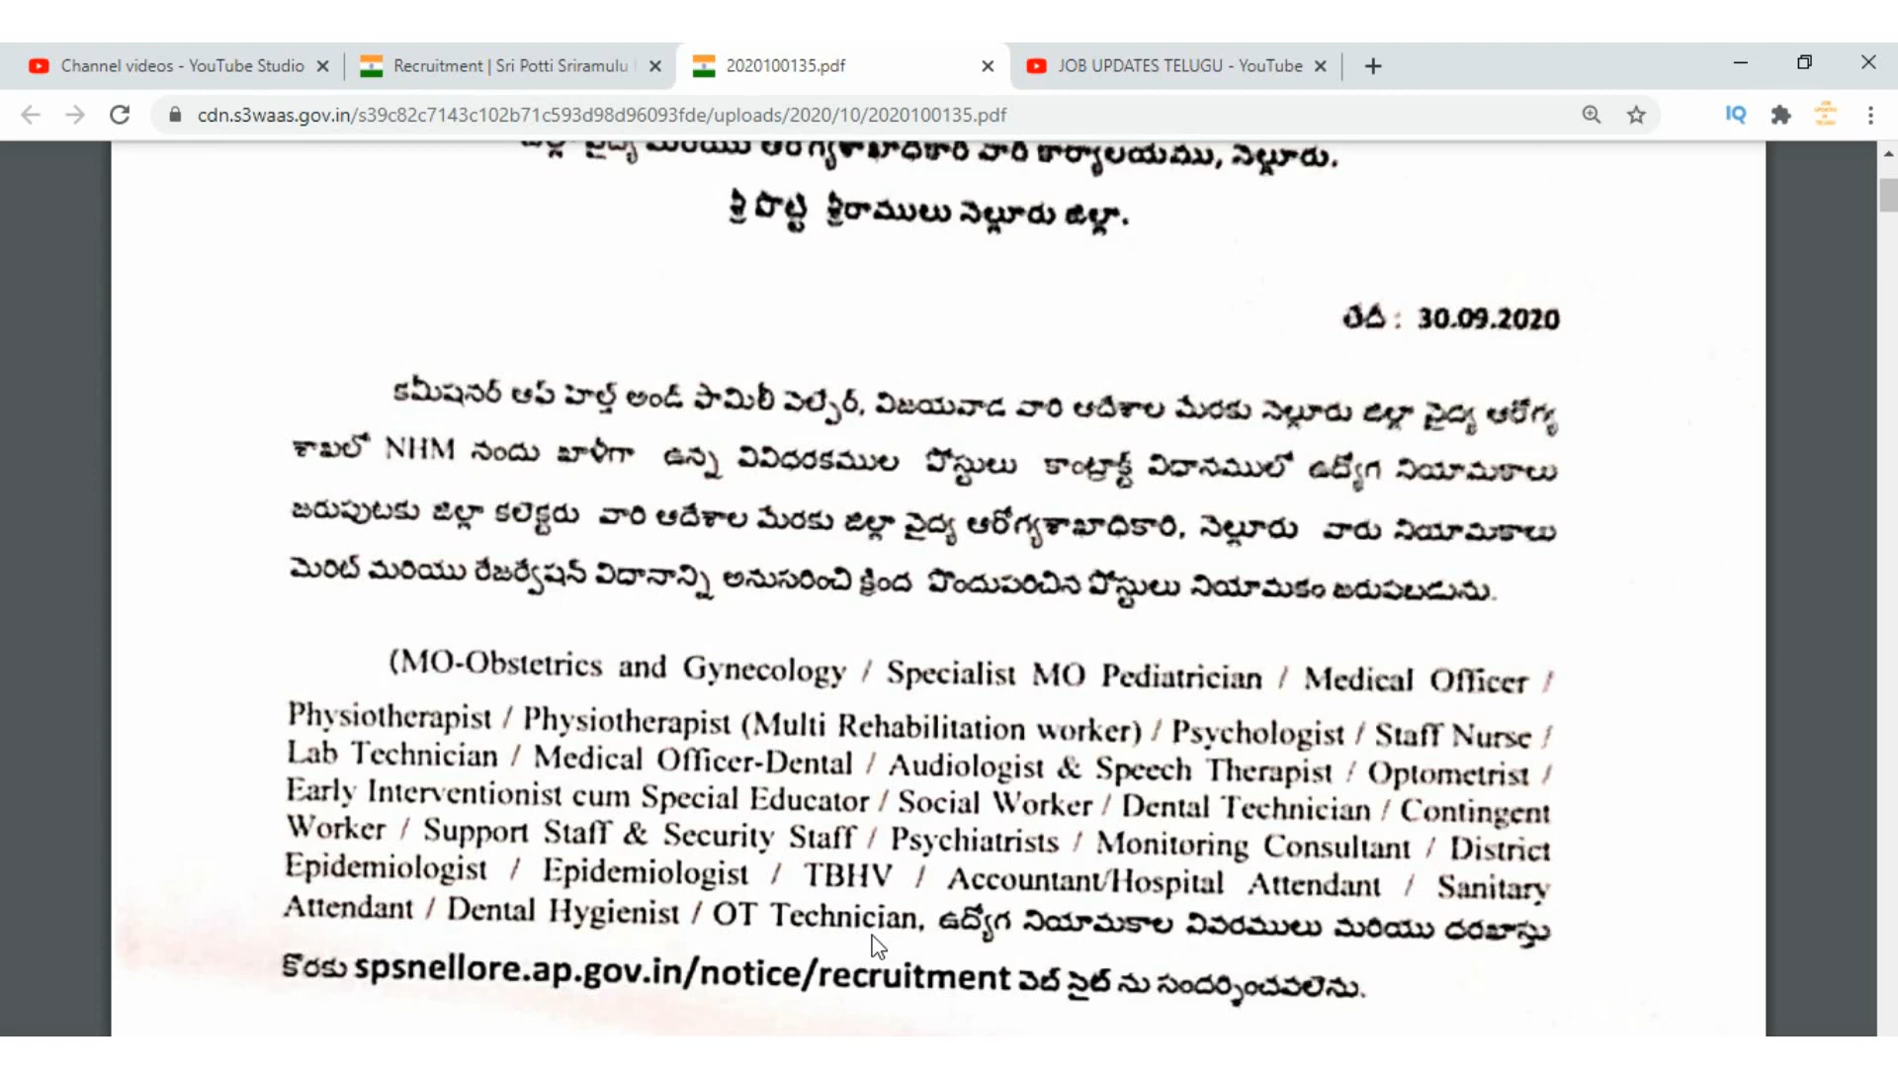 Channel videos - YouTube Studio
Recruitment | Sri Potti Sriramulu
2020100135.pdf
JOB UPDATES TELUGU - YouTube
cdn.s3waas.gov.in/s39c82c7143c102b71c593d98d96093fde/uploads/2020/10/2020100135.pdf
IQ
జిల్లా వైద్య మరియు ఆరోగ్యశాఖాధికారి వారి కార్యాలయము, నెల్లూరు.
శ్రీ పొట్టి శ్రీరాములు నెల్లూరు జిల్లా.
తేదీ : 30.09.2020
కమీషనర్ ఆఫ్ హెల్త్ అండ్ ఫామిలీ వెల్ఫేర్, విజయవాడ వారి ఆదేశాల మేరకు నెల్లూరు జిల్లా వైద్య ఆరోగ్య
శాఖలో NHM నందు ఖాళీగా ఉన్న వివిధరకముల పోస్టులు కాంట్రాక్ట్ విదానములో ఉద్యోగ నియామకాలు
జరుపుటకు జిల్లా కలెక్టరు వారి ఆదేశాల మేరకు జిల్లా వైద్య ఆరోగ్యశాఖాధికారి, నెల్లూరు వారు నియామకాలు
మెరిట్ మరియు రేజర్వేషన్ విదానాన్ని అనుసరించి క్రింద పొందుపరిచిన పోస్టులు నియామకం జరుపబడును.
(MO-Obstetrics and Gynecology / Specialist MO Pediatrician / Medical Officer /
Physiotherapist / Physiotherapist (Multi Rehabilitation worker) / Psychologist / Staff Nurse /
Lab Technician / Medical Officer-Dental / Audiologist & Speech Therapist / Optometrist /
Early Interventionist cum Special Educator / Social Worker / Dental Technician / Contingent
Worker / Support Staff & Security Staff / Psychiatrists / Monitoring Consultant / District
Epidemiologist / Epidemiologist / TBHV / Accountant/Hospital Attendant / Sanitary
Attendant / Dental Hygienist / OT Technician, ఉద్యోగ నియామకాల వివరములు మరియు దరఖాస్తు
కొరకు spsnellore.ap.gov.in/notice/recruitment వెబ్ సైట్ ను సందర్శించవలెను.